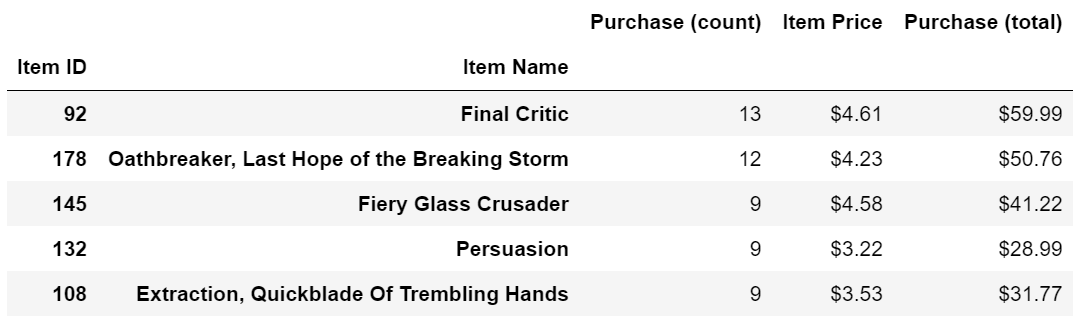 Purchase (count) Item Price Purchase (total)
Item ID Item Name
92 Final Critic 13 $4.61 $59.99
178 Oathbreaker, Last Hope of the Breaking Storm 12 $4.23 $50.76
145 Fiery Glass Crusader 9 $4.58 $41.22
132 Persuasion 9 $3.22 $28.99
108 Extraction, Quickblade Of Trembling Hands 9 $3.53 $31.77